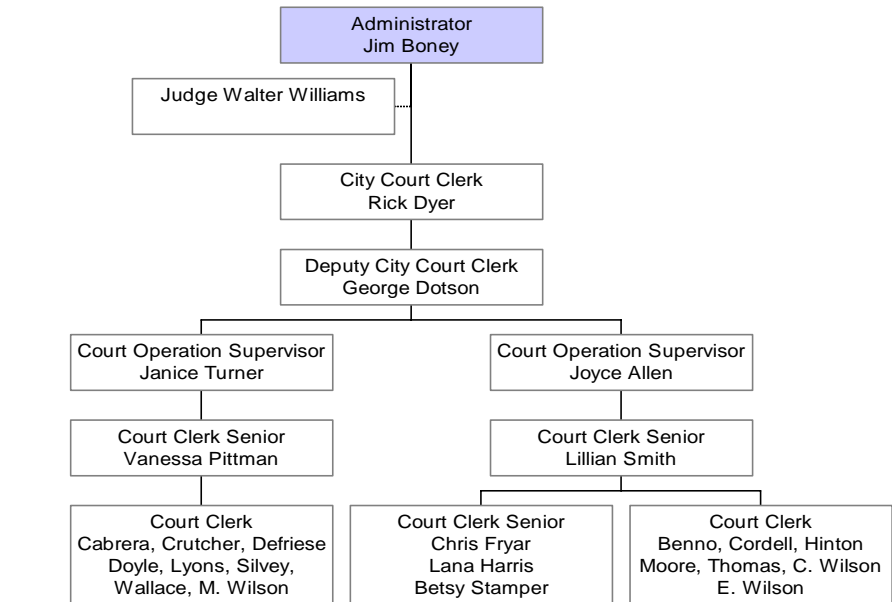 Administrator
Jim Boney
Judge Walter Williams
City Court Clerk
Rick Dyer
Deputy City Court Clerk
George Dotson
Court Operation Supervisor
Janice Turner
Court Operation Supervisor
Joyce Allen
Court Clerk Senior
Vanessa Pittman
Court Clerk Senior
Lillian Smith
Court Clerk
Cabrera, Crutcher, Defriese
Doyle, Lyons, Silvey,
Wallace, M. Wilson
Court Clerk Senior
Chris Fryar
Lana Harris
Betsy Stamper
Court Clerk
Benno, Cordell, Hinton
Moore, Thomas, C. Wilson
E. Wilson